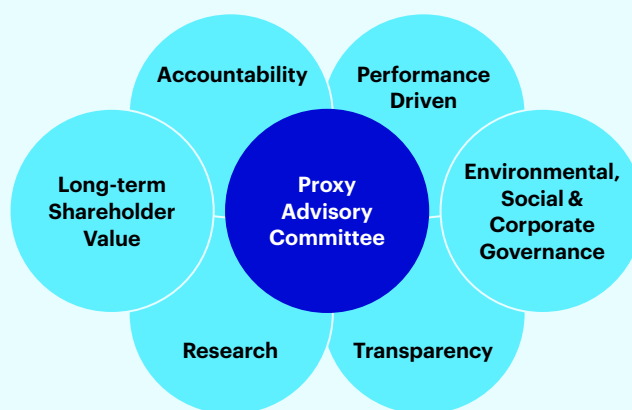 Accountability
Performance
Driven
Long-term
Shareholder
Value
Proxy
Advisory
Committee
Environmental,
Social &
Corporate
Governance
Research
Transparency